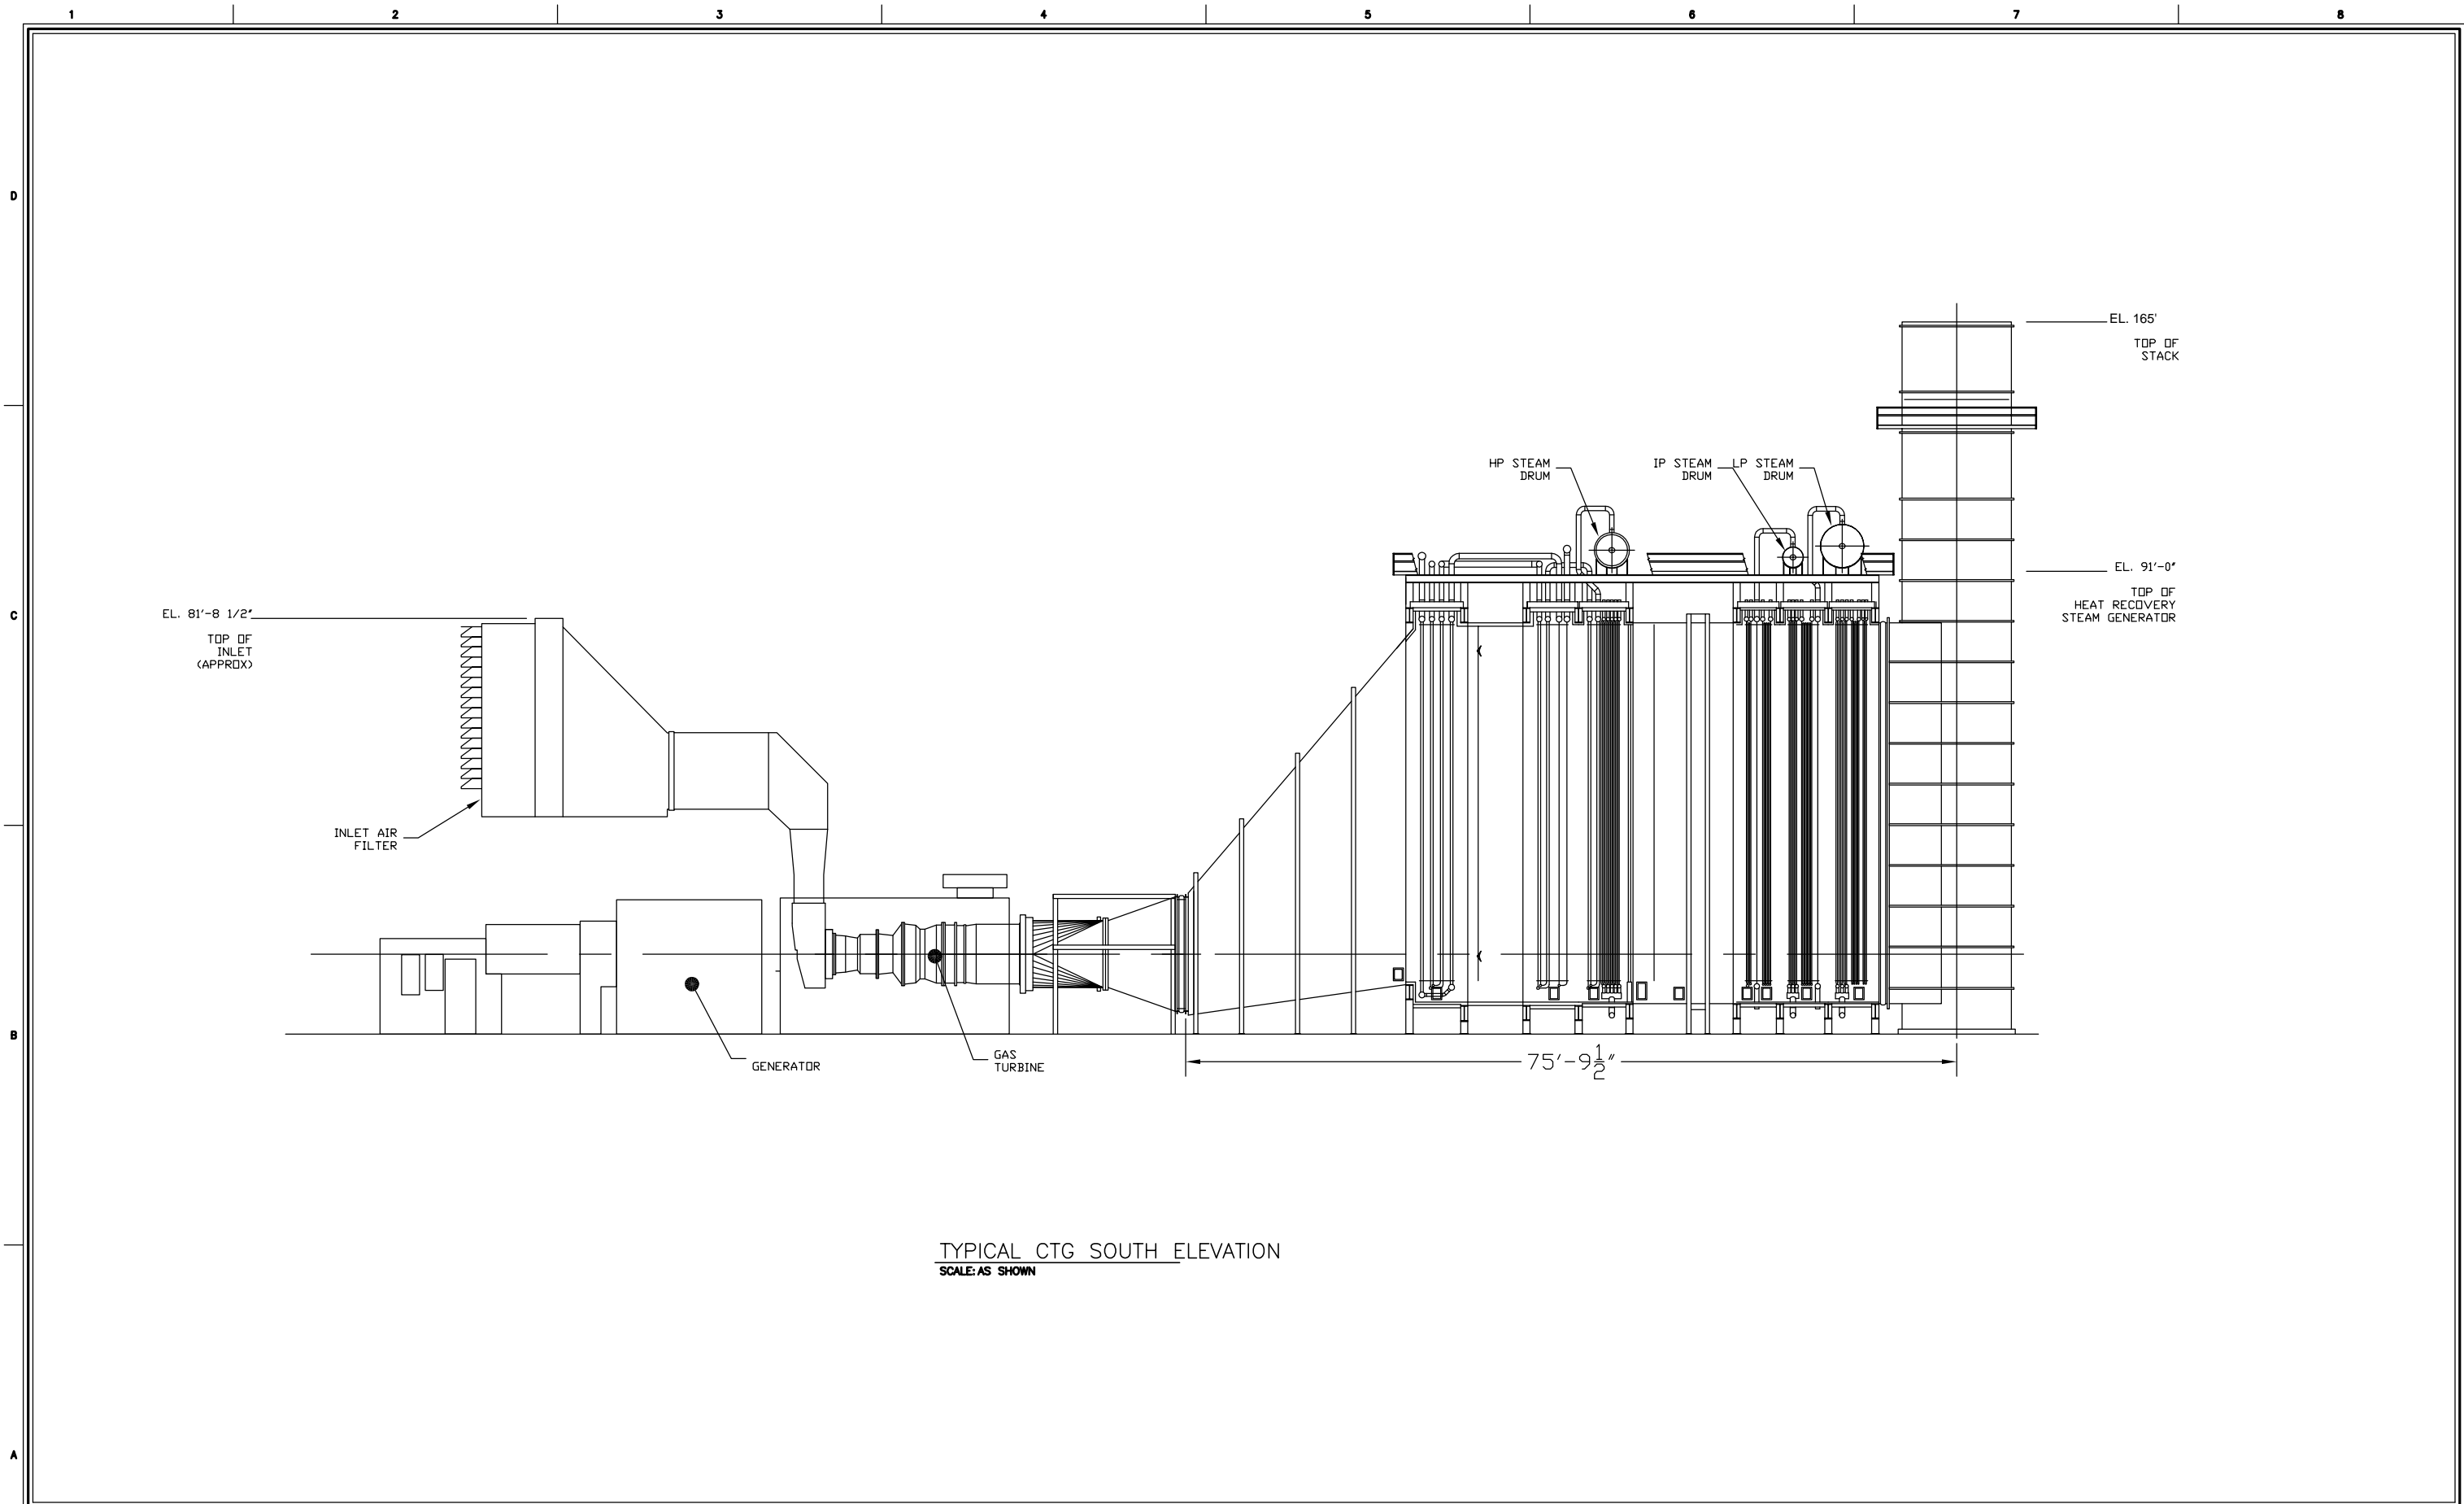 1 2 3 4 5 6 7 8
D
C
B
A
EL. 165'
TOP OF
STACK
HP STEAM
DRUM
IP STEAM
DRUM
LP STEAM
DRUM
EL. 91'-0"
TOP OF
HEAT RECOVERY
STEAM GENERATOR
EL. 81'-8 1/2"
TOP OF
INLET
(APPROX)
INLET AIR
FILTER
GENERATOR
GAS
TURBINE
75'-9 1/2"
TYPICAL CTG SOUTH ELEVATION
SCALE: AS SHOWN